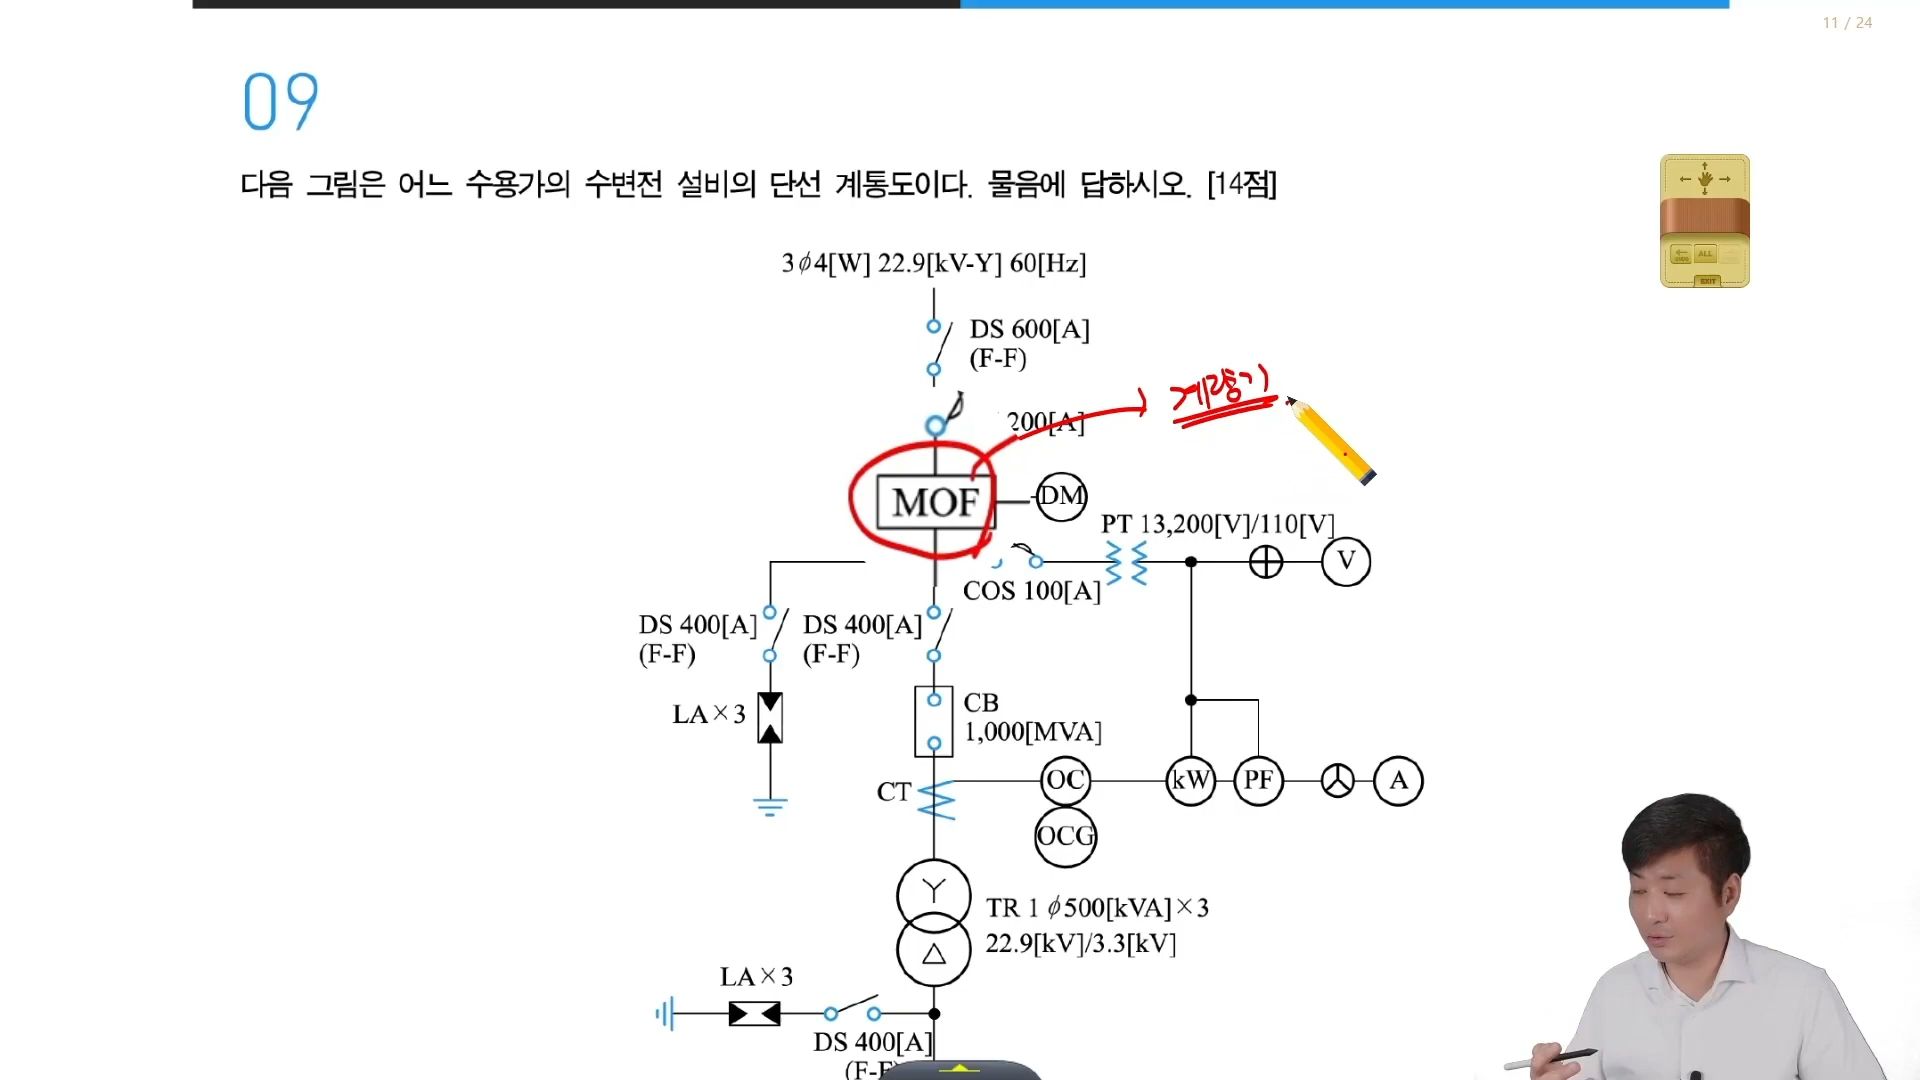 11 / 24
09
다음 그림은 어느 수용가의 수변전 설비의 단선 계통도이다. 물음에 답하시오. [14점]
3ϕ4[W] 22.9[kV-Y] 60[Hz]
DS 600[A]
(F-F)
계량기
200[A]
MOF
DM
PT 13,200[V]/110[V]
V
COS 100[A]
DS 400[A]
(F-F)
DS 400[A]
(F-F)
LA×3
CB
1,000[MVA]
CT
OC
kW
PF
A
OCG
TR 1ϕ500[kVA]×3
22.9[kV]/3.3[kV]
Y
△
LA×3
DS 400[A]
(F-F
ALL
EXIT